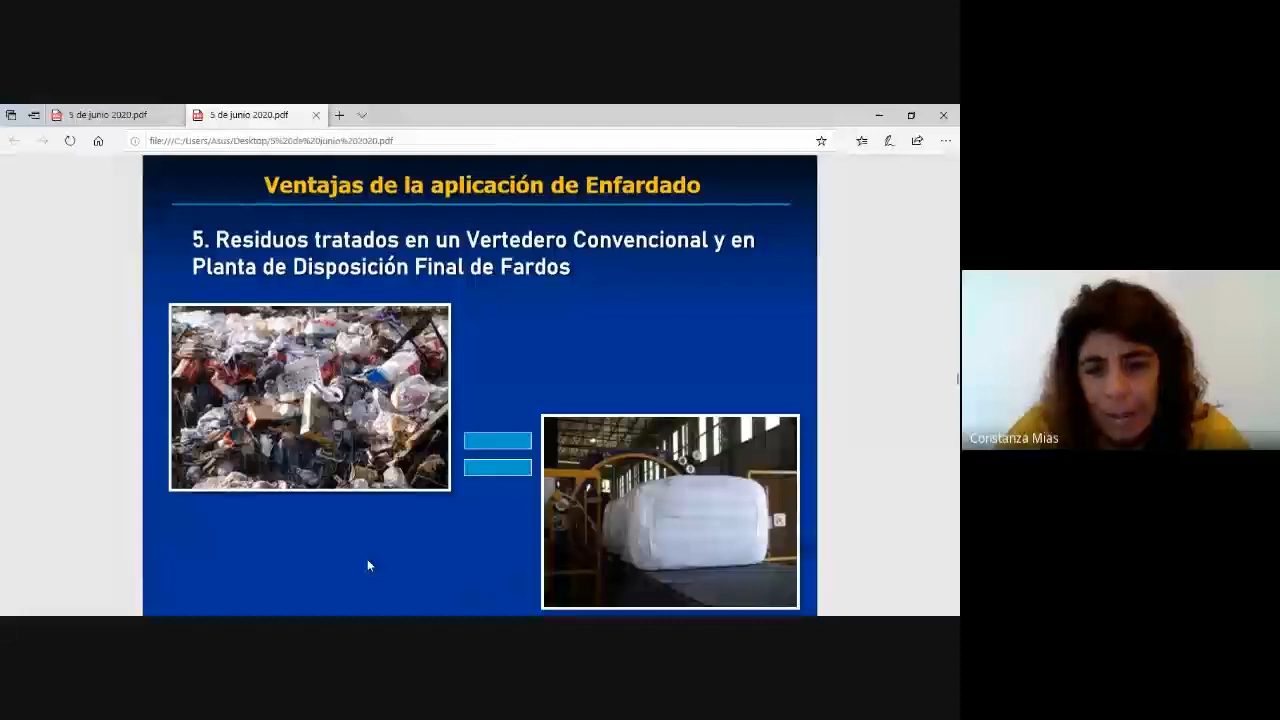 5 de junio 2020.pdf
5 de junio 2020.pdf
file:///C:/Users/Asus/Desktop/5%20de%20junio%202020.pdf
Ventajas de la aplicación de Enfardado
5. Residuos tratados en un Vertedero Convencional y en
Planta de Disposición Final de Fardos
Constanza Mias